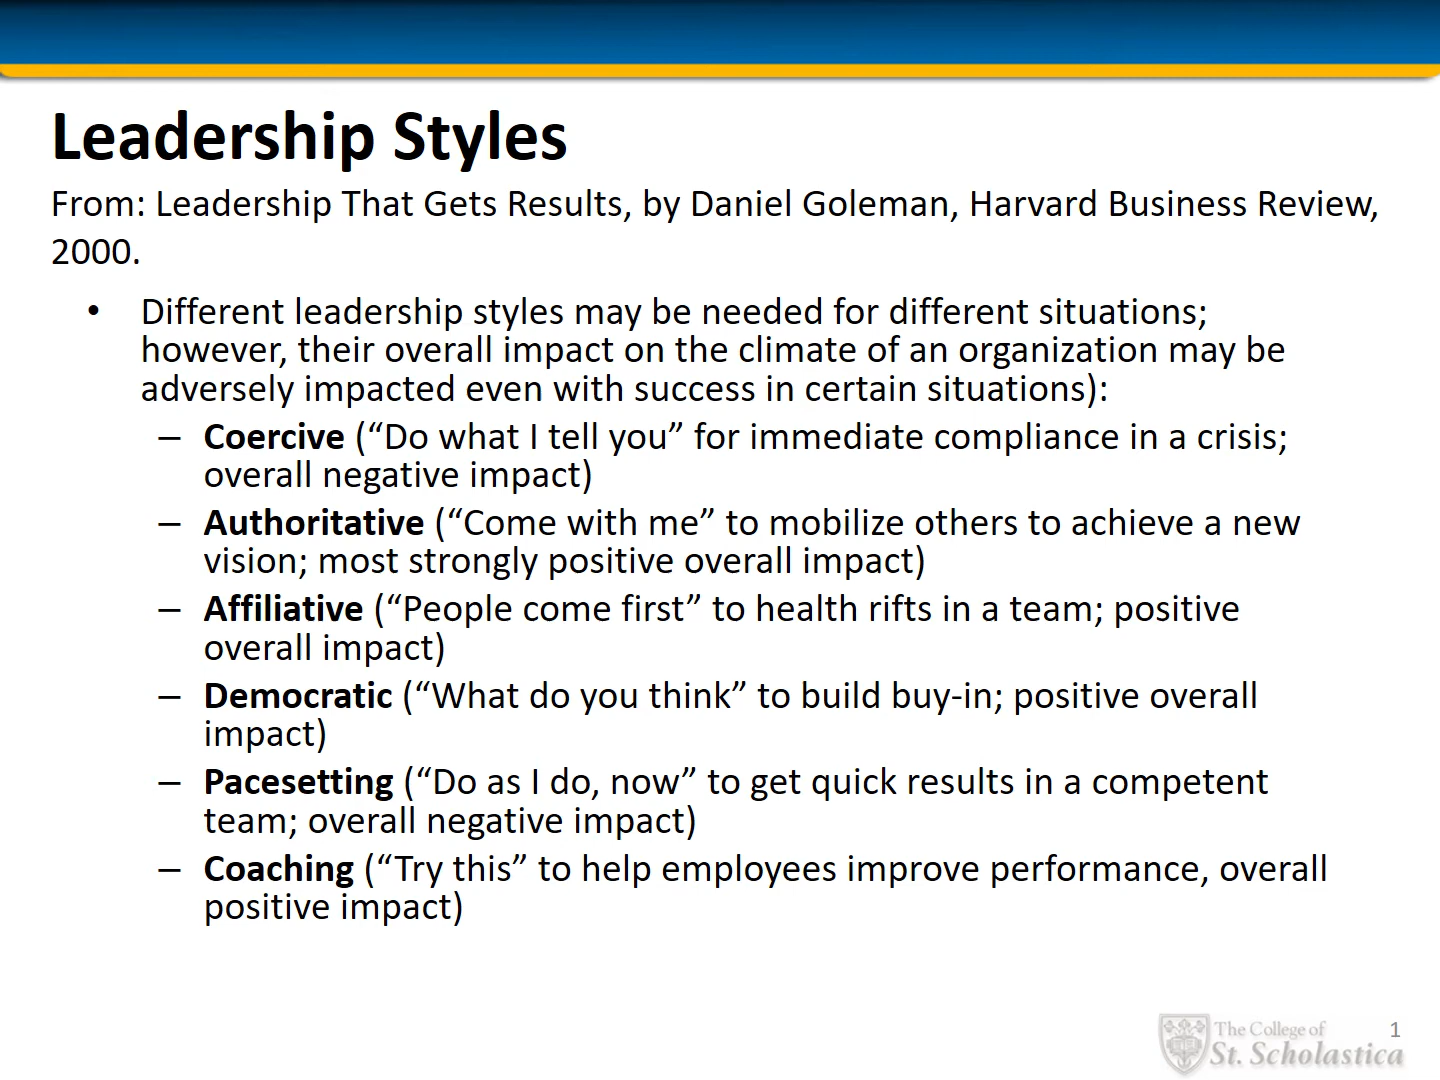 Leadership Styles
From: Leadership That Gets Results, by Daniel Goleman, Harvard Business Review,
2000.
• Different leadership styles may be needed for different situations;
however, their overall impact on the climate of an organization may be
adversely impacted even with success in certain situations):
– Coercive (“Do what I tell you” for immediate compliance in a crisis;
overall negative impact)
– Authoritative (“Come with me” to mobilize others to achieve a new
vision; most strongly positive overall impact)
– Affiliative (“People come first” to health rifts in a team; positive
overall impact)
– Democratic (“What do you think” to build buy-in; positive overall
impact)
– Pacesetting (“Do as I do, now” to get quick results in a competent
team; overall negative impact)
– Coaching (“Try this” to help employees improve performance, overall
positive impact)
The College of
St. Scholastica
1